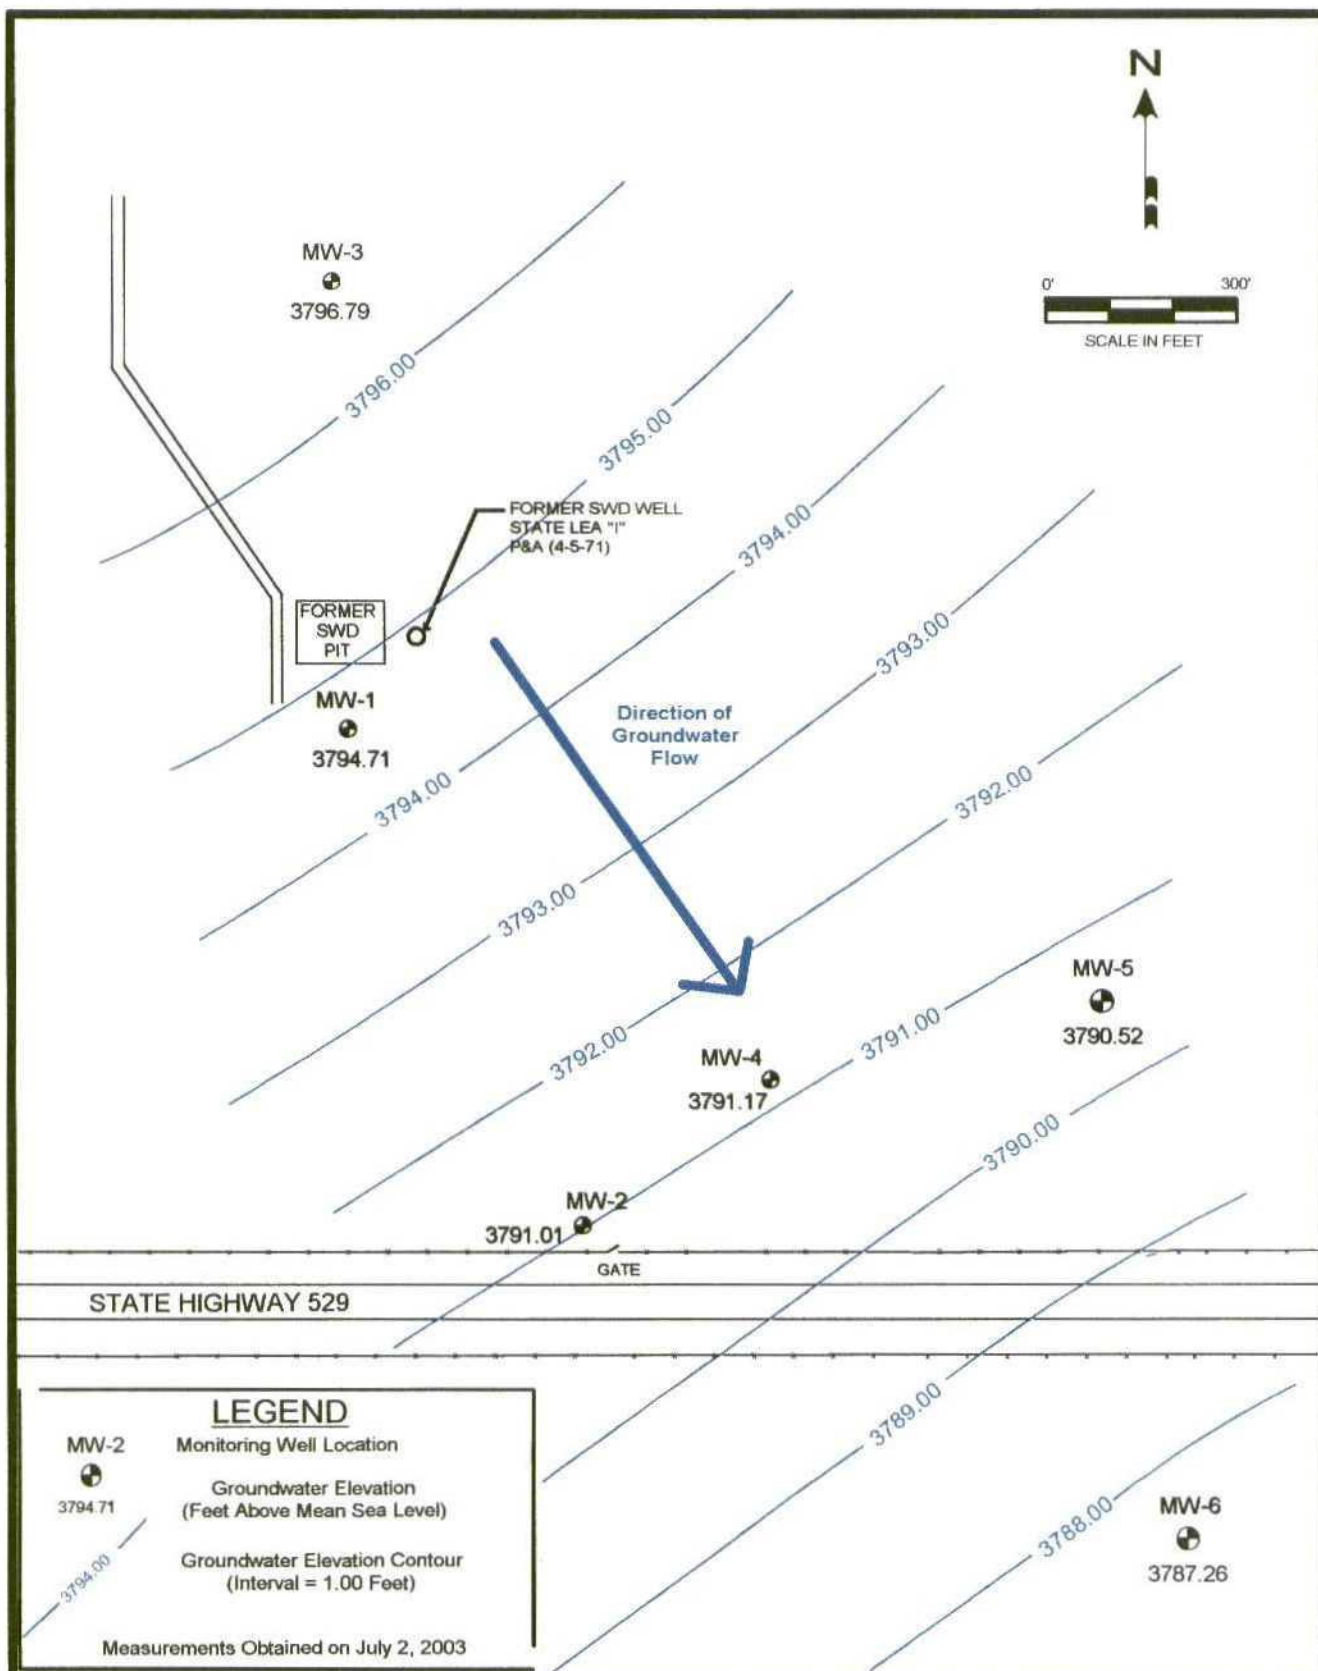 N
0' 300'
SCALE IN FEET
MW-3
3796.79
3796.00
3795.00
FORMER SWD WELL
STATE LEA "I"
P&A (4-5-71)
3794.00
FORMER
SWD
PIT
3793.00
MW-1
3794.71
Direction of
Groundwater
Flow
3794.00
3792.00
3793.00
MW-5
3790.52
3791.00
3792.00
MW-4
3791.17
3790.00
MW-2
3791.01
GATE
STATE HIGHWAY 529
3789.00
3788.00
MW-6
3787.26
LEGEND
MW-2 Monitoring Well Location
3794.71 Groundwater Elevation
(Feet Above Mean Sea Level)
3794.00 Groundwater Elevation Contour
(Interval = 1.00 Feet)
Measurements Obtained on July 2, 2003